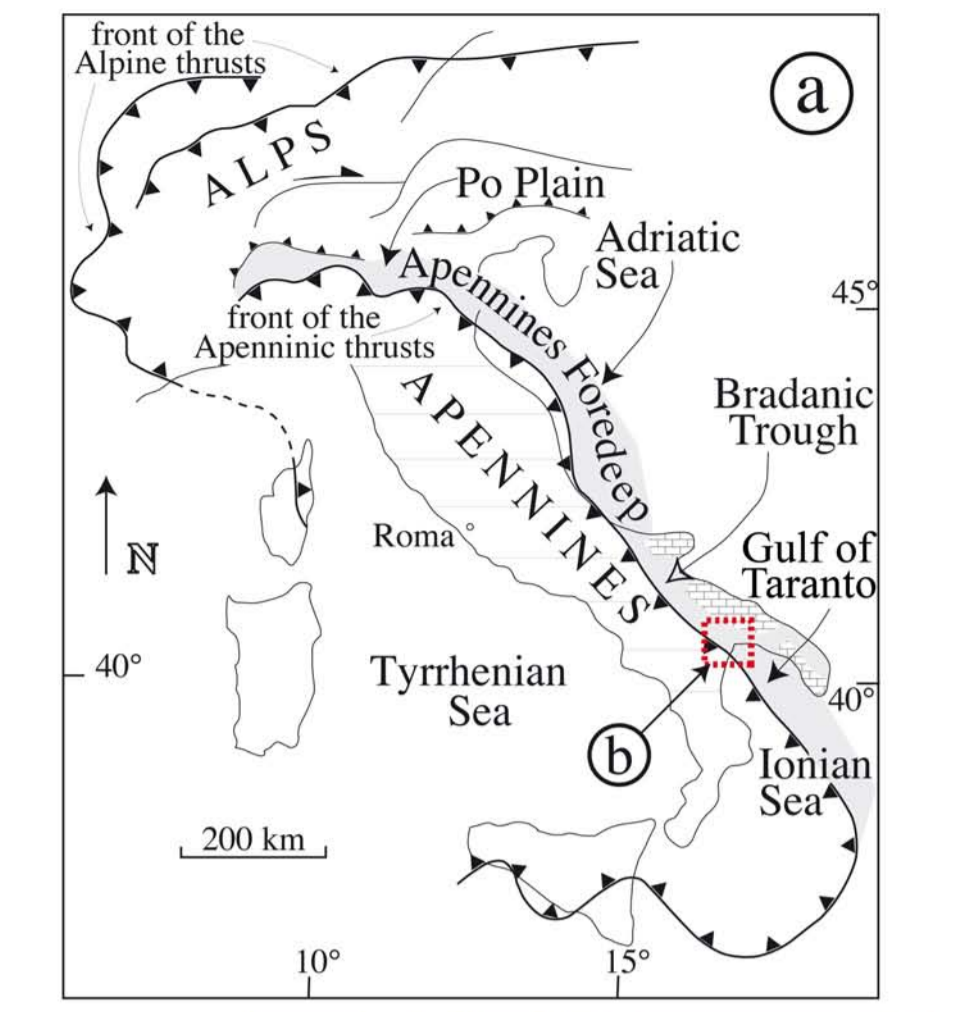 front of the
Alpine thrusts
a
ALPS
Po Plain
Adriatic
Sea
Apennines Foredeep
45°
front of the
Apenninic thrusts
APENNINES
Bradanic
Trough
Roma
N
Gulf of
Taranto
40°
Tyrrhenian
Sea
40°
b
Ionian
Sea
200 km
10°
15°